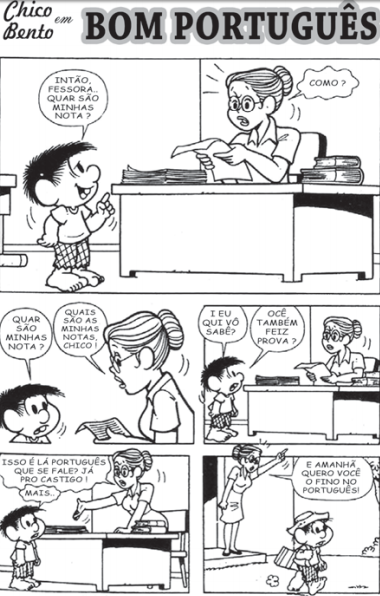 Chico
Bento
em
BOM PORTUGUÊS
INTÃO,
FESSORA..
QUAR SÃO
MINHAS
NOTA ?
COMO ?
QUAR
SÃO
MINHAS
NOTA ?
QUAIS
SÃO AS
MINHAS
NOTAS,
CHICO !
I EU
QUI VÔ
SABÊ?
OCÊ
TAMBÉM
FEIZ
PROVA ?
ISSO É LÁ PORTUGUÊS
QUE SE FALE? JÁ
PRO CASTIGO !
MAIS..
E AMANHÃ
QUERO VOCÊ
O FINO NO
PORTUGUÊS!